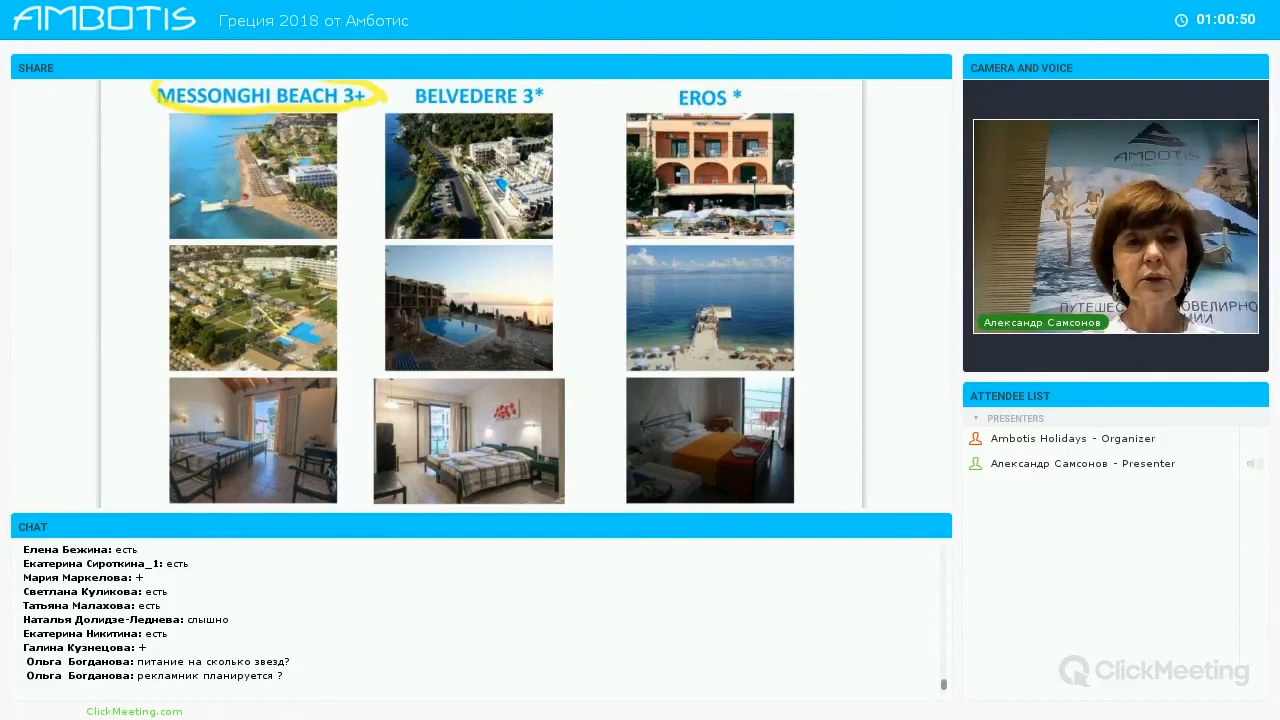 AMBOTIS
Греция 2018 от Амботис
01:00:50
SHARE
MESSONGHI BEACH 3+
BELVEDERE 3*
EROS *
CAMERA AND VOICE
AMBOTIS
Александр Самсонов
ATTENDEE LIST
PRESENTERS
Ambotis Holidays - Organizer
Александр Самсонов - Presenter
CHAT
Елена Бежина: есть
Екатерина Сироткина_1: есть
Мария Маркелова: +
Светлана Куликова: есть
Татьяна Малахова: есть
Наталья Долидзе-Леднева: слышно
Екатерина Никитина: есть
Галина Кузнецова: +
Ольга Богданова: питание на сколько звезд?
Ольга Богданова: рекламник планируется ?
ClickMeeting
ClickMeeting.com